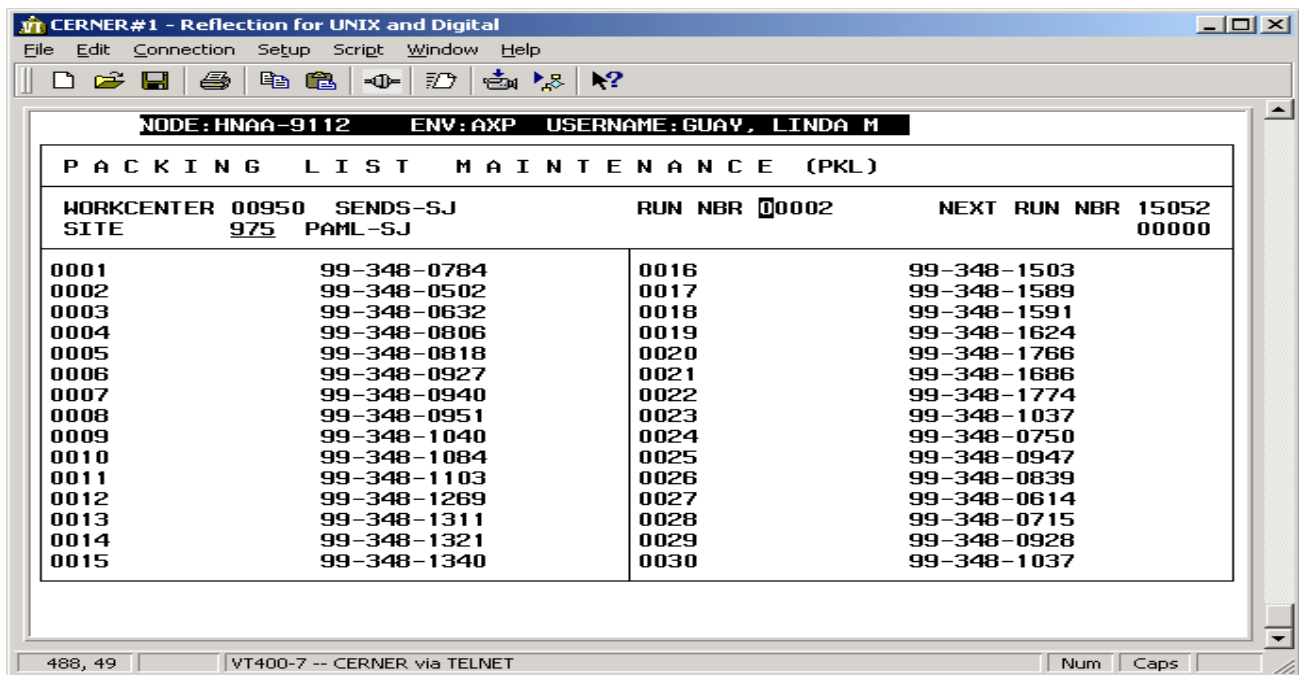 CERNER#1 - Reflection for UNIX and Digital
File Edit Connection Setup Script Window Help
NODE:HNAA-9112 ENV:AXP USERNAME:GUAY, LINDA M
PACKING LIST MAINTENANCE (PKL)
WORKCENTER 00950 SENDS-SJ RUN NBR 00002 NEXT RUN NBR 15052
SITE 975 PAML-SJ 00000
0001 99-348-0784 0016 99-348-1503
0002 99-348-0502 0017 99-348-1589
0003 99-348-0632 0018 99-348-1591
0004 99-348-0806 0019 99-348-1624
0005 99-348-0818 0020 99-348-1766
0006 99-348-0927 0021 99-348-1686
0007 99-348-0940 0022 99-348-1774
0008 99-348-0951 0023 99-348-1037
0009 99-348-1040 0024 99-348-0750
0010 99-348-1084 0025 99-348-0947
0011 99-348-1103 0026 99-348-0839
0012 99-348-1269 0027 99-348-0614
0013 99-348-1311 0028 99-348-0715
0014 99-348-1321 0029 99-348-0928
0015 99-348-1340 0030 99-348-1037
488, 49 VT400-7 -- CERNER via TELNET Num Caps